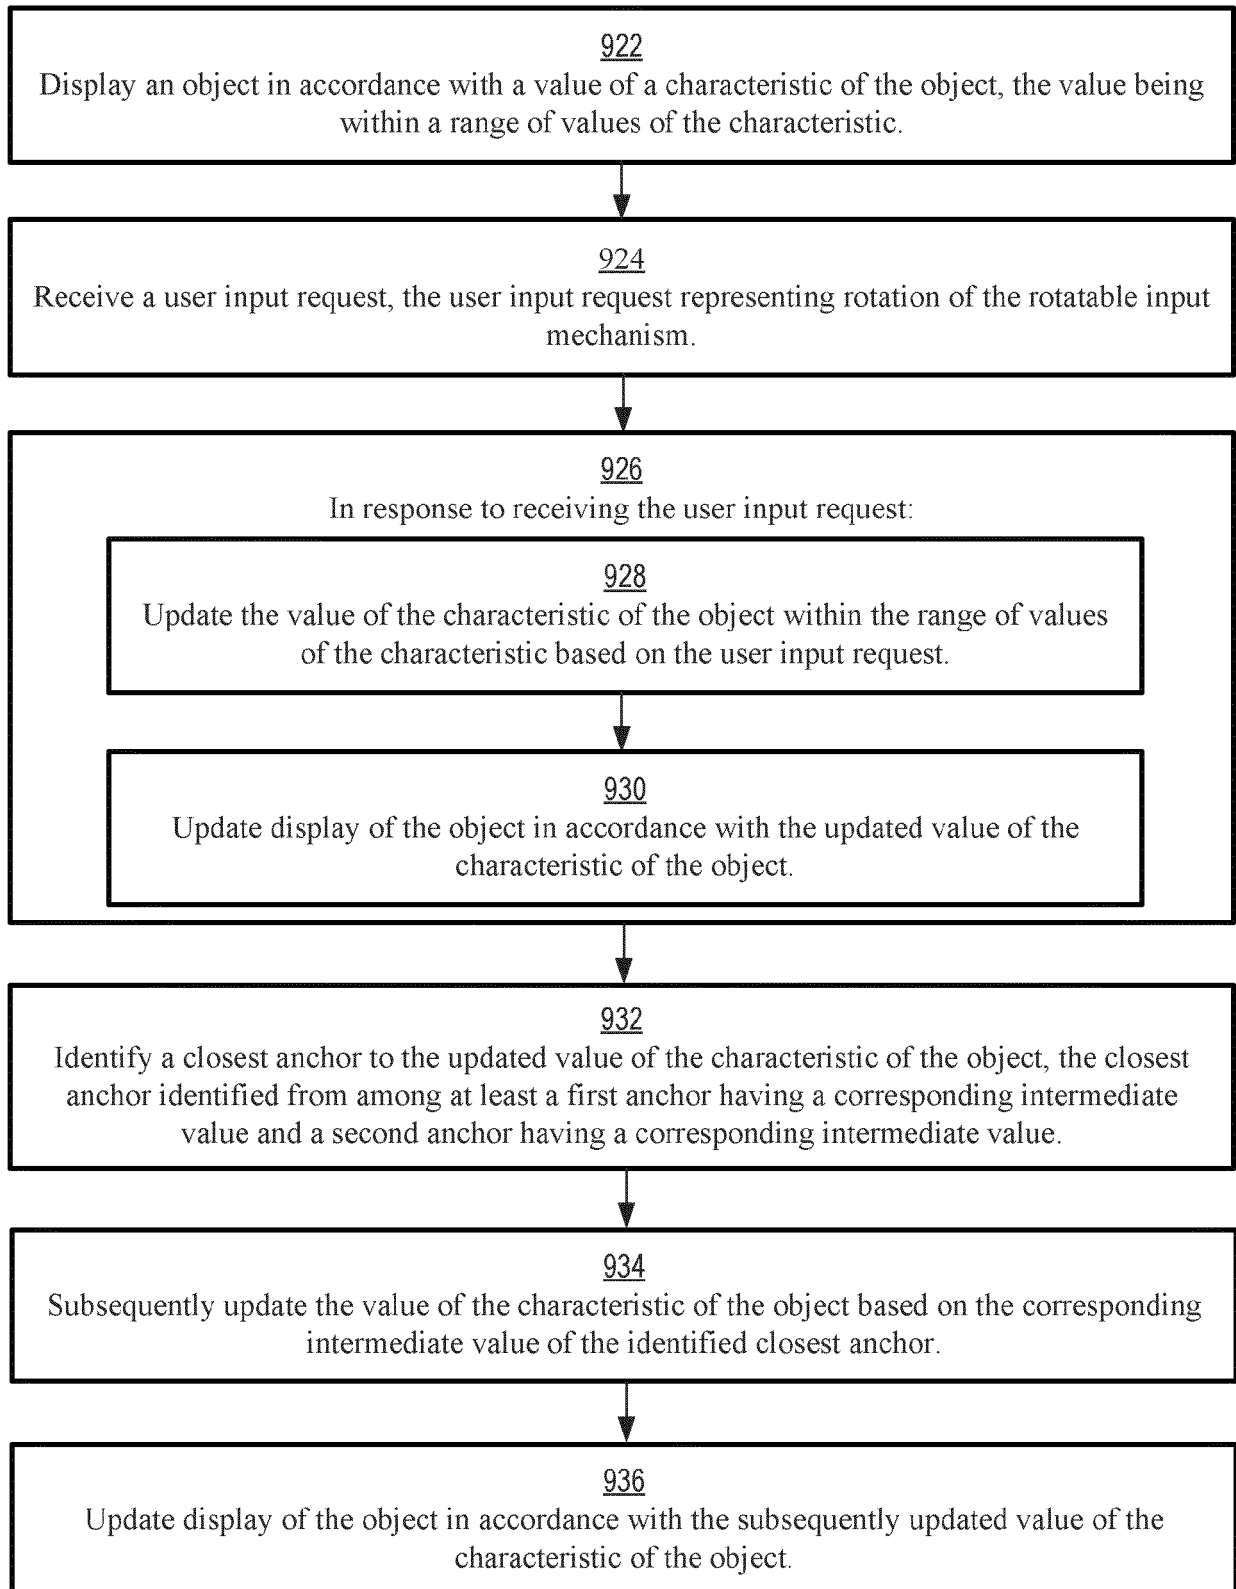 922
Display an object in accordance with a value of a characteristic of the object, the value being
within a range of values of the characteristic.
924
Receive a user input request, the user input request representing rotation of the rotatable input
mechanism.
926
In response to receiving the user input request:
928
Update the value of the characteristic of the object within the range of values
of the characteristic based on the user input request.
930
Update display of the object in accordance with the updated value of the
characteristic of the object.
932
Identify a closest anchor to the updated value of the characteristic of the object, the closest
anchor identified from among at least a first anchor having a corresponding intermediate
value and a second anchor having a corresponding intermediate value.
934
Subsequently update the value of the characteristic of the object based on the corresponding
intermediate value of the identified closest anchor.
936
Update display of the object in accordance with the subsequently updated value of the
characteristic of the object.